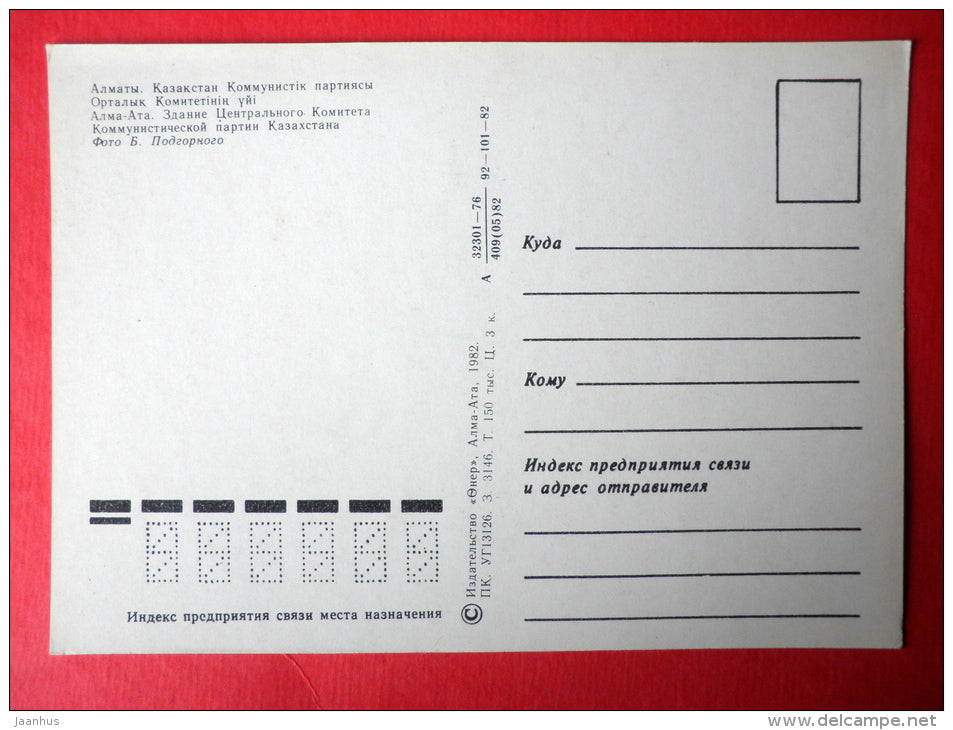 Алматы. Қазақстан Коммунистік партиясы
Орталық Комитетінің үйі
Алма-Ата. Здание Центрального Комитета
Коммунистической партии Казахстана
Фото Б. Подгорного
Индекс предприятия связи места назначения
© Издательство «Өнер», Алма-Ата, 1982.
ПК. УГ13126. З. 3146. Т. 150 тыс. Ц. 3 к.
А 32301—76 92—101—82
409(05)82
Куда
Кому
Индекс предприятия связи
и адрес отправителя
jaanhus
delcampe.net